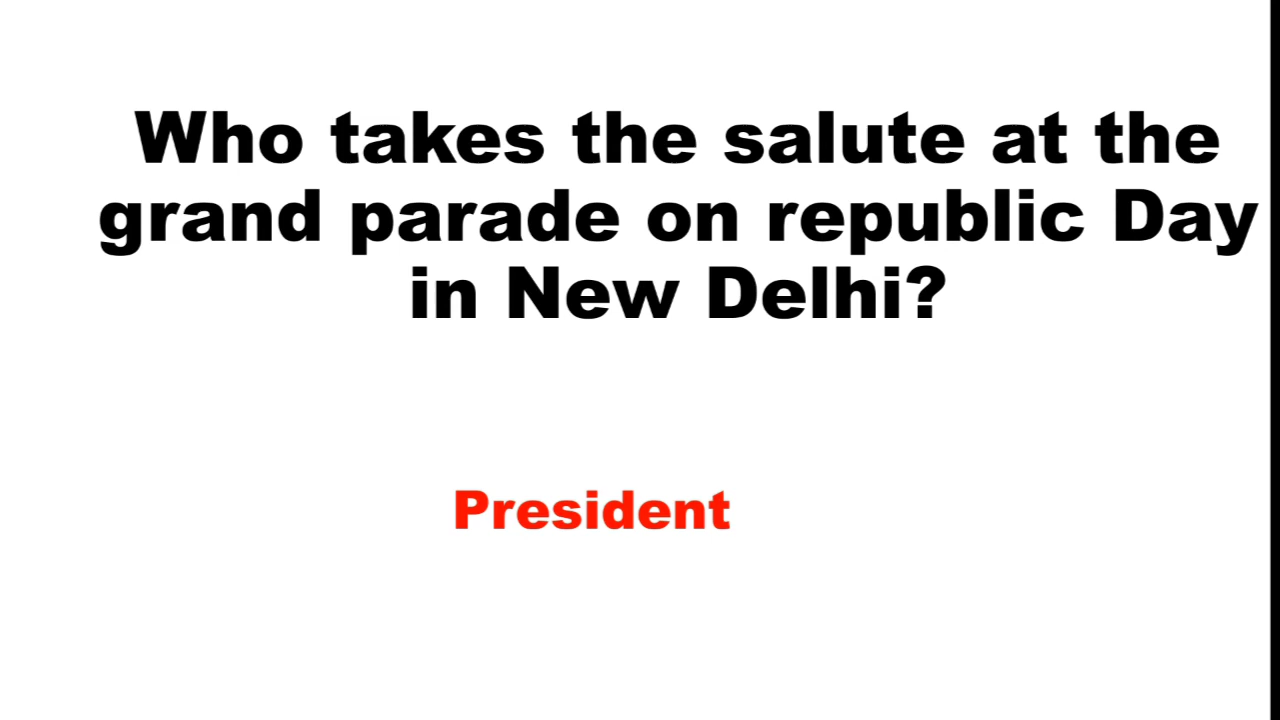 Who takes the salute at the
grand parade on republic Day
in New Delhi?
President